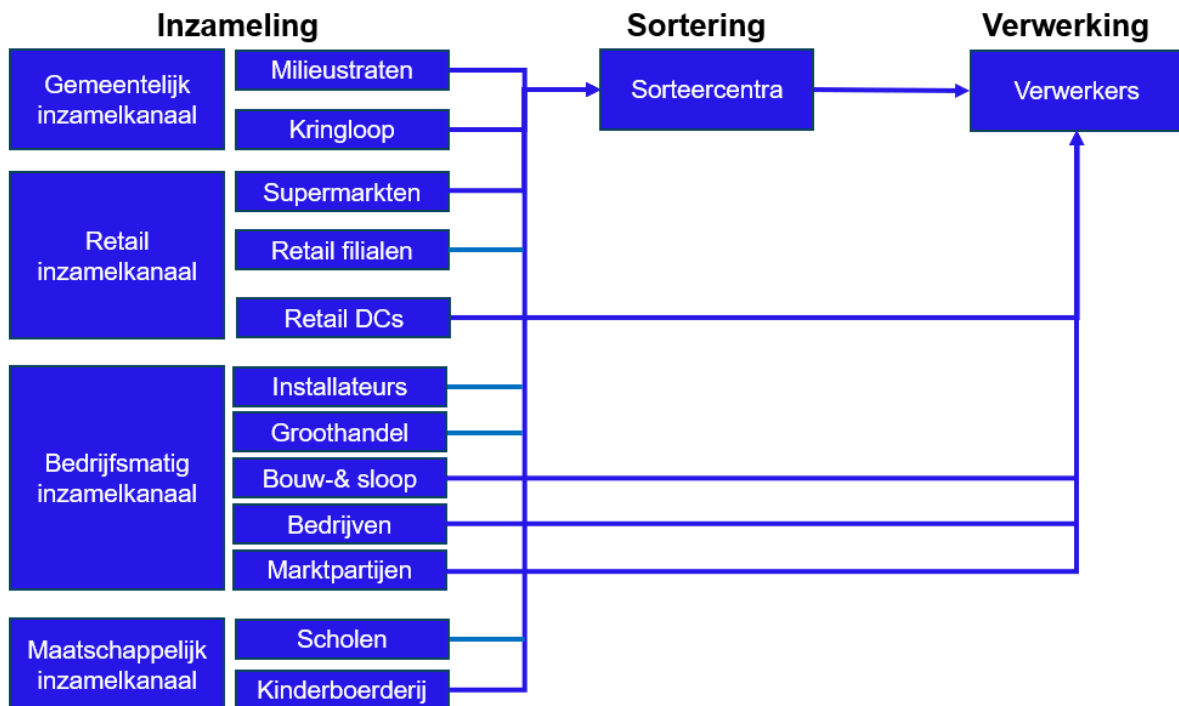 Inzameling
Sortering
Verwerking
Gemeentelijk
inzamelkanaal
Milieustraten
Kringloop
Sorteercentra
Verwerkers
Retail
inzamelkanaal
Supermarkten
Retail filialen
Retail DCs
Bedrijfsmatig
inzamelkanaal
Installateurs
Groothandel
Bouw-& sloop
Bedrijven
Marktpartijen
Maatschappelijk
inzamelkanaal
Scholen
Kinderboerderij